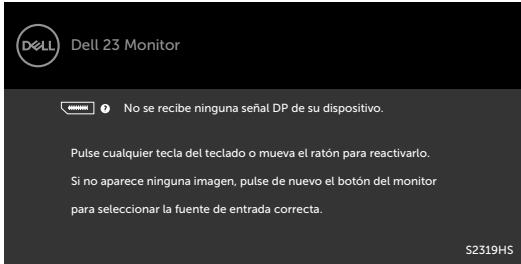 DELL
Dell 23 Monitor
? No se recibe ninguna señal DP de su dispositivo.
Pulse cualquier tecla del teclado o mueva el ratón para reactivarlo.
Si no aparece ninguna imagen, pulse de nuevo el botón del monitor
para seleccionar la fuente de entrada correcta.
S2319HS